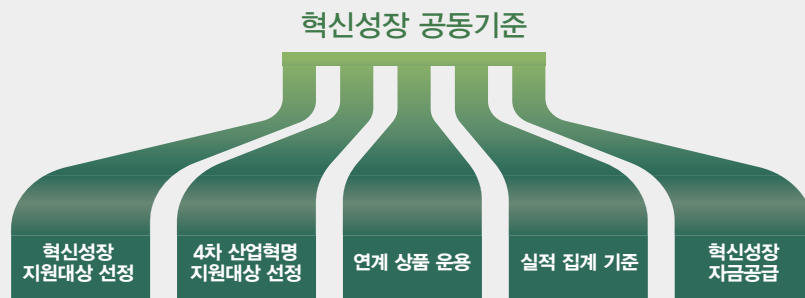 혁신성장 공동기준
혁신성장
지원대상 선정
4차 산업혁명
지원대상 선정
연계 상품 운용
실적 집계 기준
혁신성장
자금공급